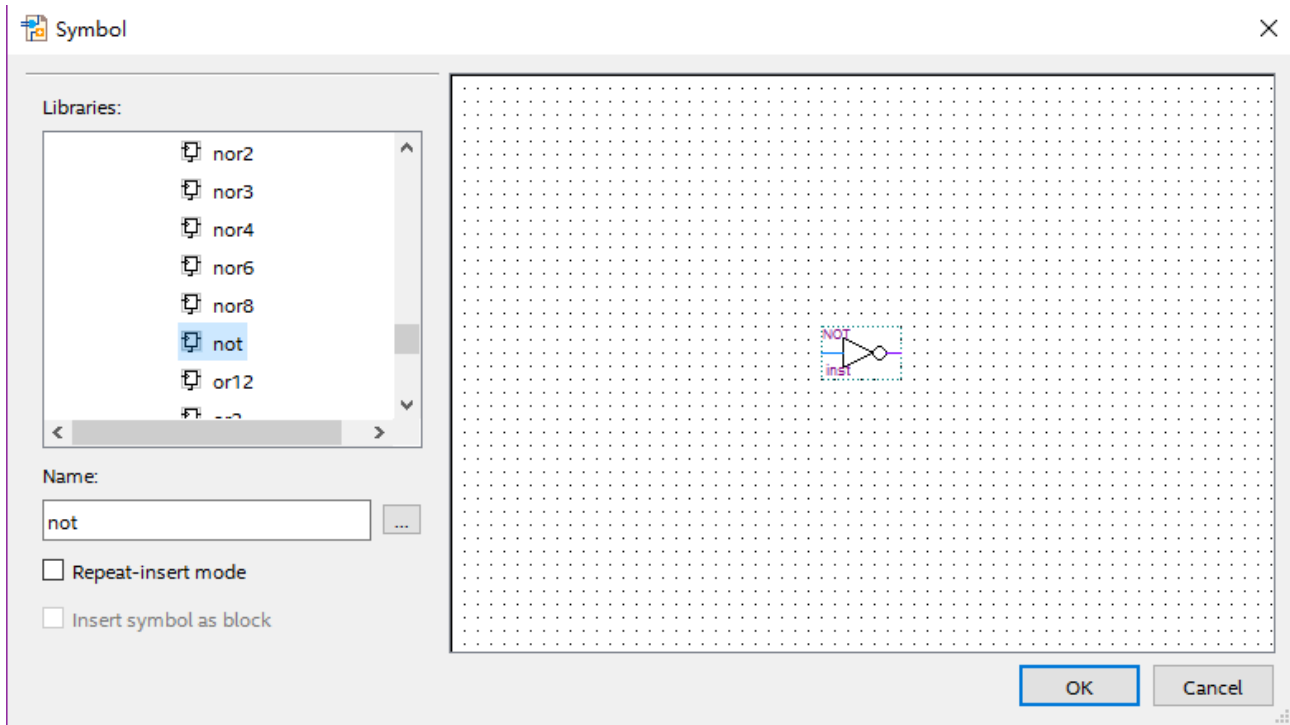 Symbol
Libraries:
nor2
nor3
nor4
nor6
nor8
not
or12
Name:
not
...
Repeat-insert mode
Insert symbol as block
NOT
inst
OK
Cancel